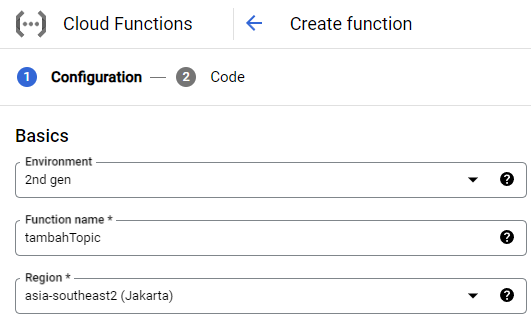 Cloud Functions Create function
1 Configuration 2 Code
Basics
Environment
2nd gen
Function name *
tambahTopic
Region *
asia-southeast2 (Jakarta)